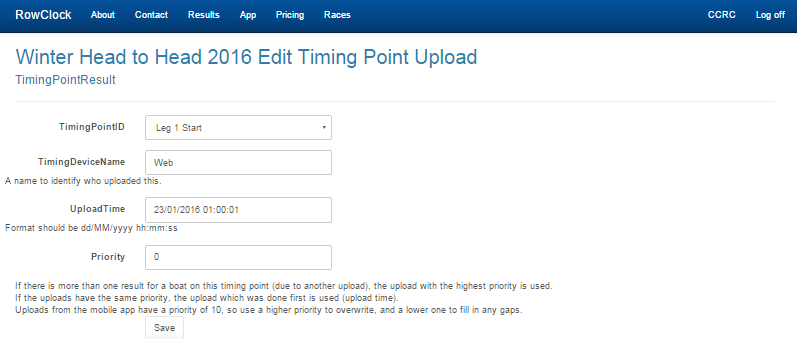 RowClock About Contact Results App Pricing Races CCRC Log off
Winter Head to Head 2016 Edit Timing Point Upload
TimingPointResult
TimingPointID Leg 1 Start
TimingDeviceName Web
A name to identify who uploaded this.
UploadTime 23/01/2016 01:00:01
Format should be dd/MM/yyyy hh:mm:ss
Priority 0
If there is more than one result for a boat on this timing point (due to another upload), the upload with the highest priority is used.
If the uploads have the same priority, the upload which was done first is used (upload time).
Uploads from the mobile app have a priority of 10, so use a higher priority to overwrite, and a lower one to fill in any gaps.
Save